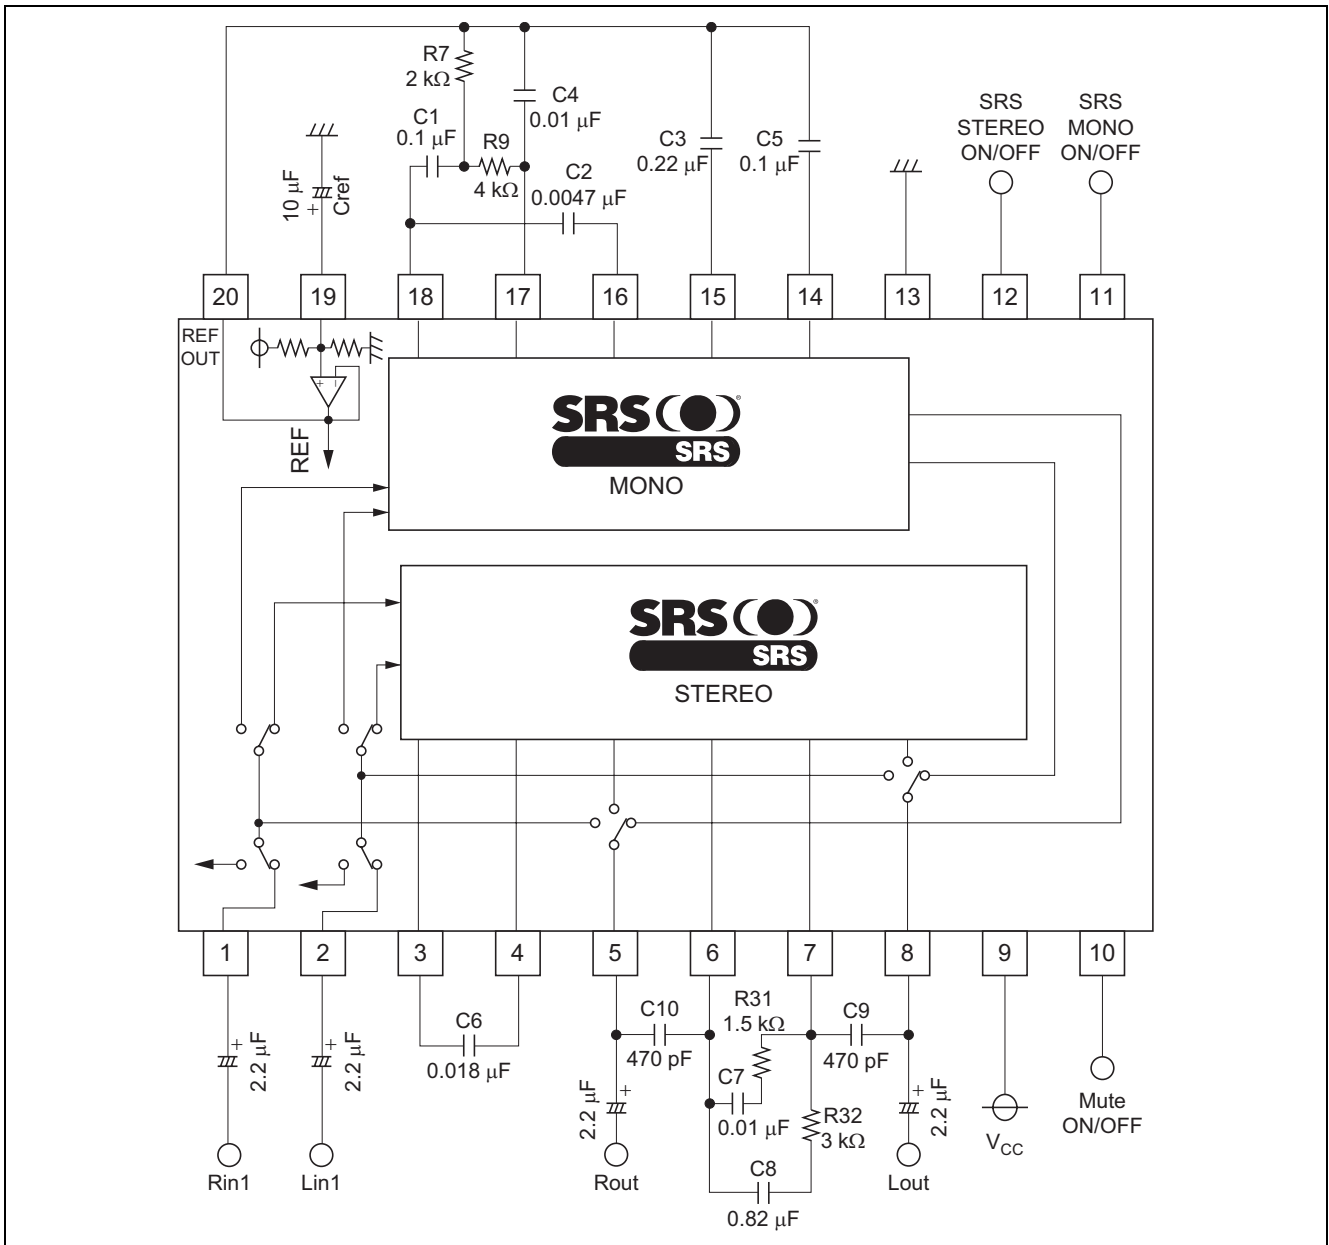 R7
2 kΩ
C4
0.01 μF
C1
0.1 μF
R9
4 kΩ
C2
0.0047 μF
C3
0.22 μF
C5
0.1 μF
SRS
STEREO
ON/OFF
SRS
MONO
ON/OFF
10 μF
+
Cref
20
19
18
17
16
15
14
13
12
11
REF
OUT
+ −
REF
SRS
®
SRS
MONO
SRS
®
SRS
STEREO
1
2
3
4
5
6
7
8
9
10
+
2.2 μF
Rin1
+
2.2 μF
Lin1
C6
0.018 μF
C10
470 pF
R31
1.5 kΩ
C9
470 pF
C7
0.01 μF
R32
3 kΩ
C8
0.82 μF
2.2 μF
+
Rout
+
2.2 μF
Lout
VCC
Mute
ON/OFF